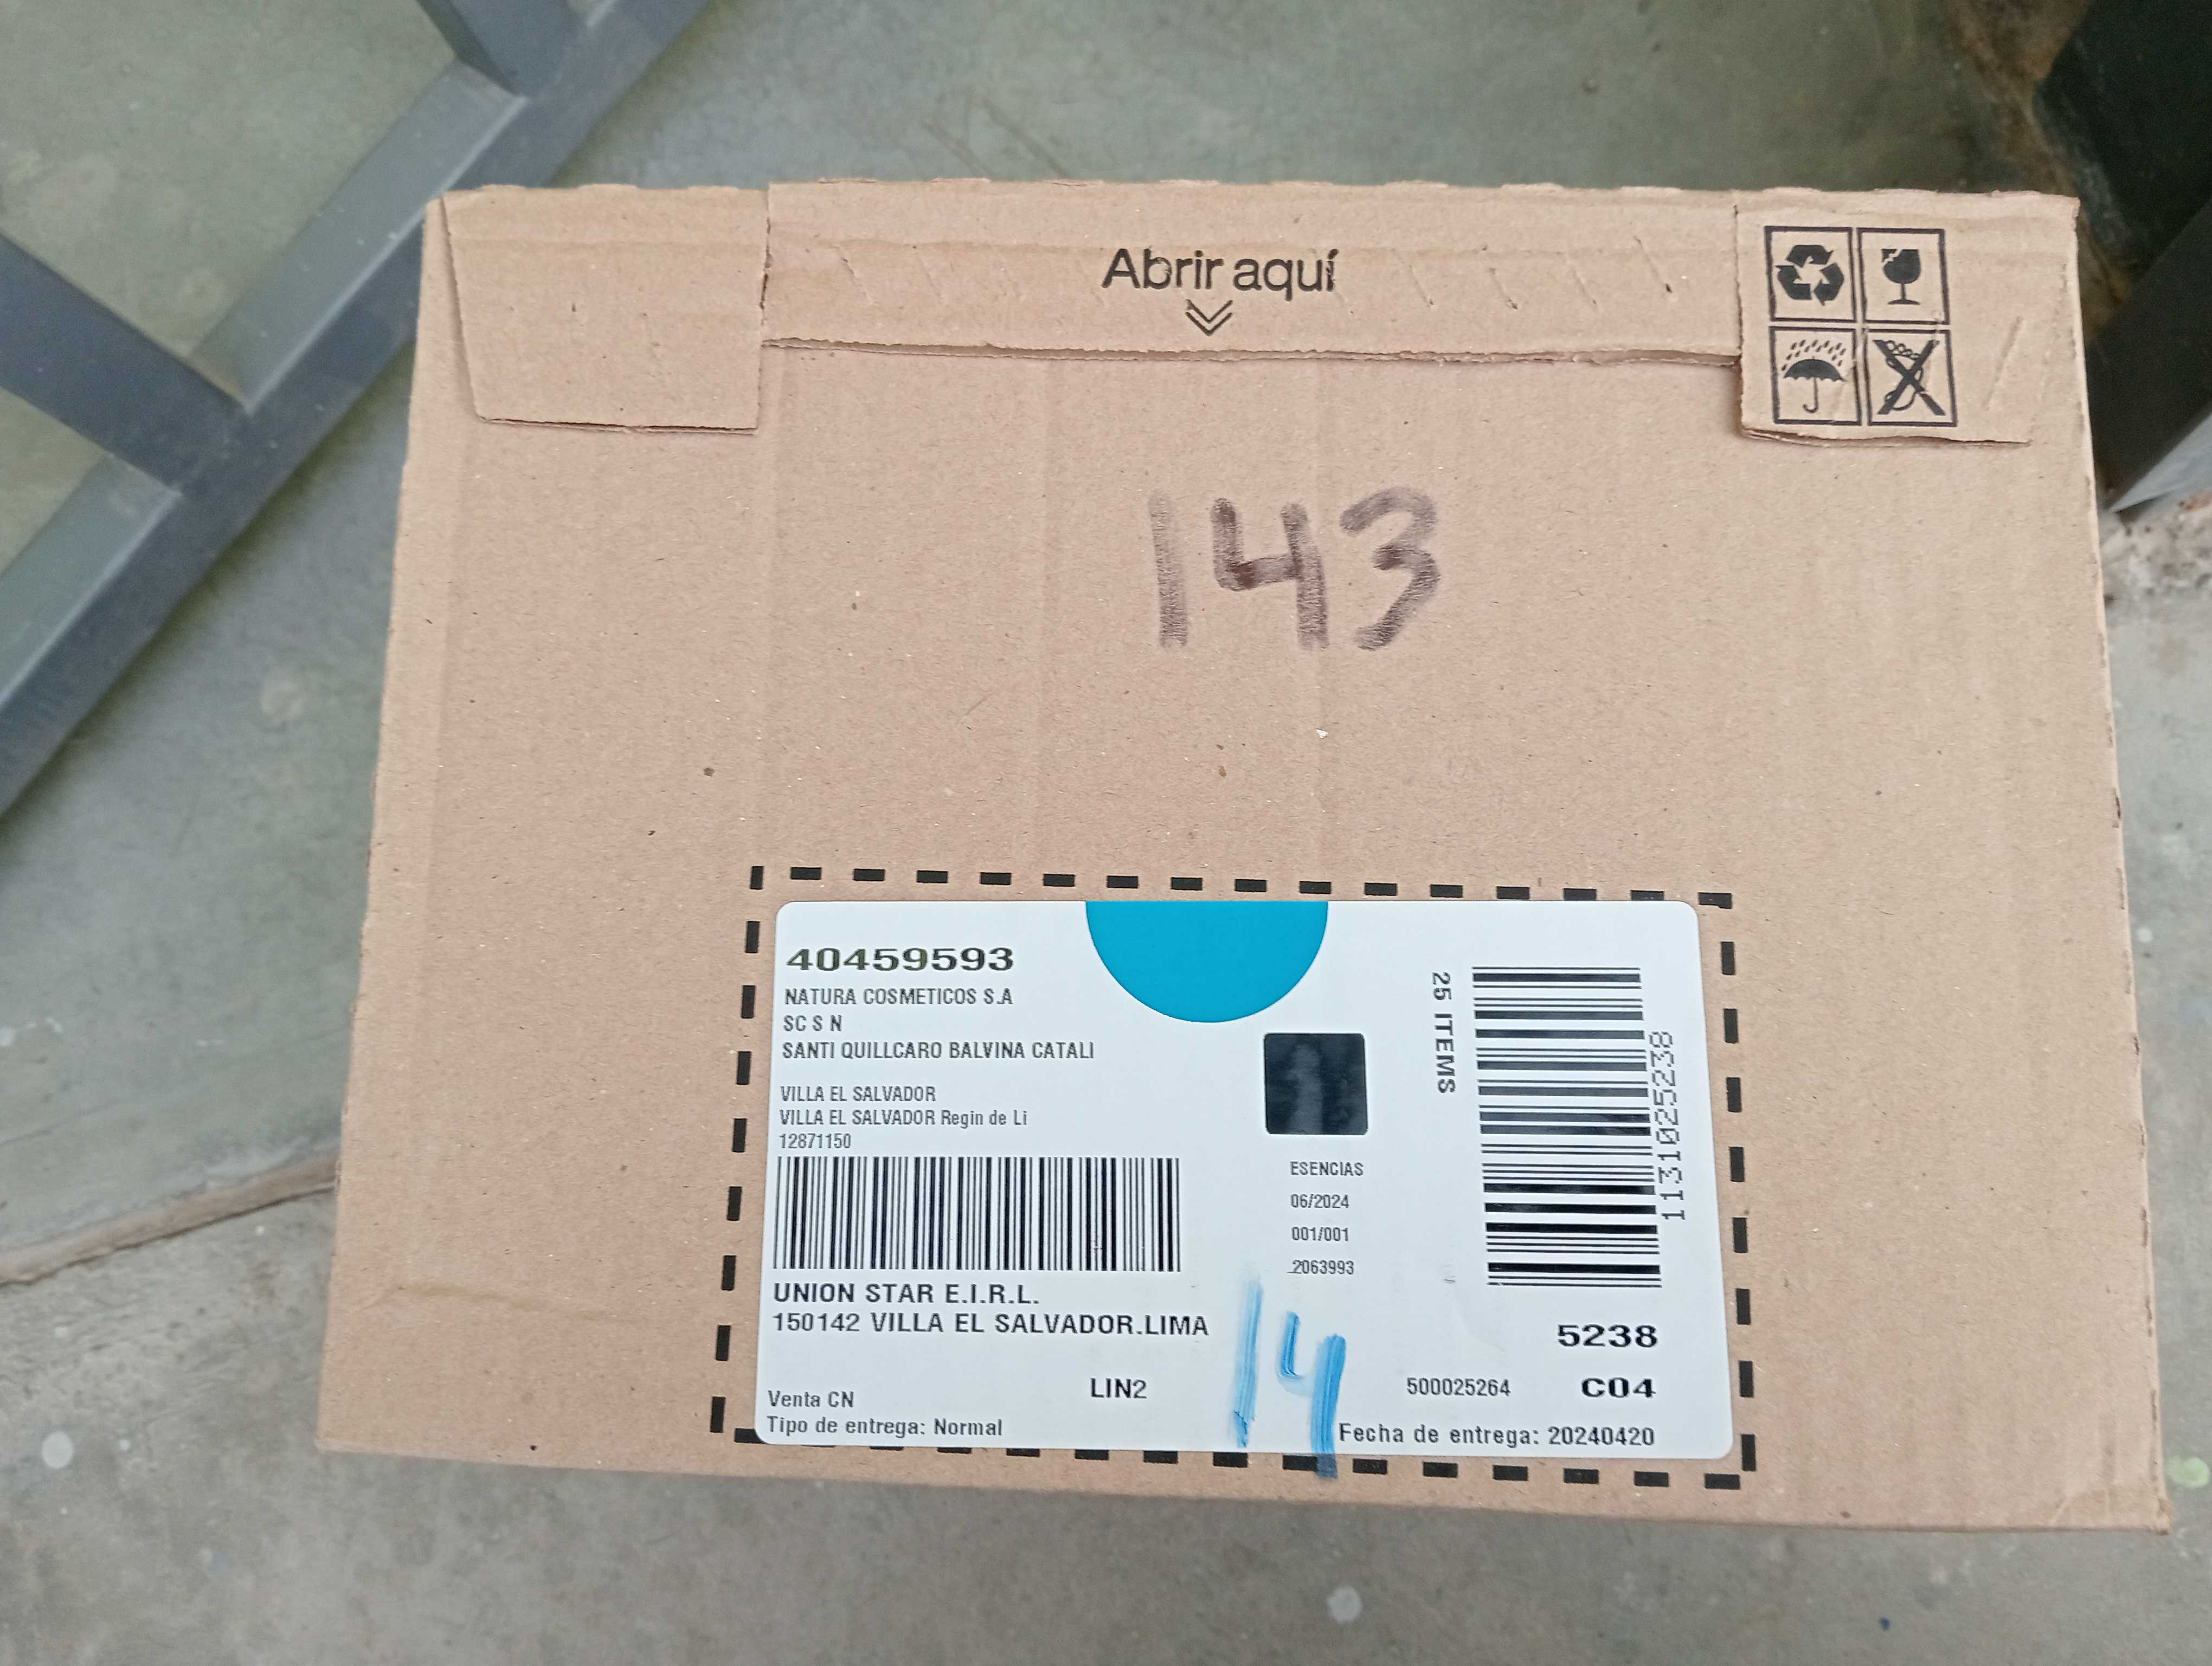 Abrir aquí
143
40459593
NATURA COSMETICOS S.A
SC S N
SANTI QUILLCARO BALVINA CATALI
VILLA EL SALVADOR
VILLA EL SALVADOR Regin de Li
12871150
UNION STAR E.I.R.L.
150142 VILLA EL SALVADOR.LIMA
Venta CN
LIN2
Tipo de entrega: Normal
ESENCIAS
06/2024
001/001
2063993
14
25 ITEMS
1131025238
5238
500025264
C04
Fecha de entrega: 20240420